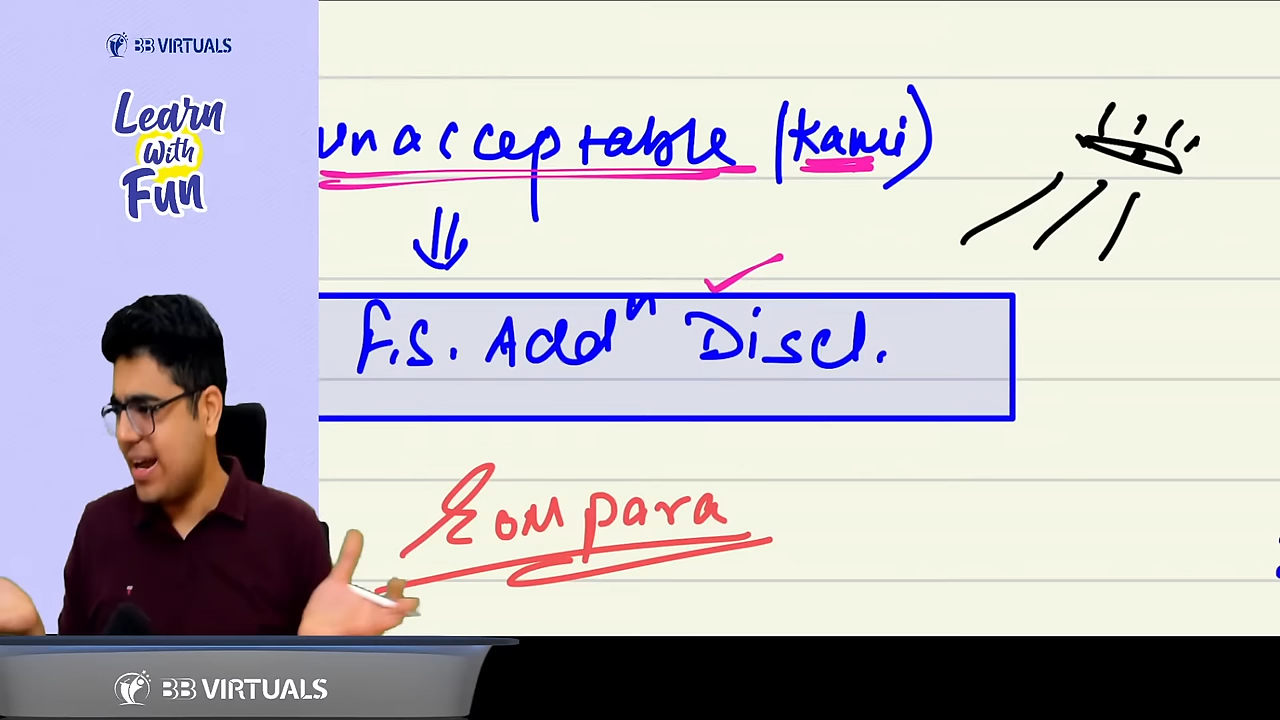 BB VIRTUALS
Learn
With
Fun
unacceptable (Kami)
F.S. Addn Discl.
Compara
BB VIRTUALS